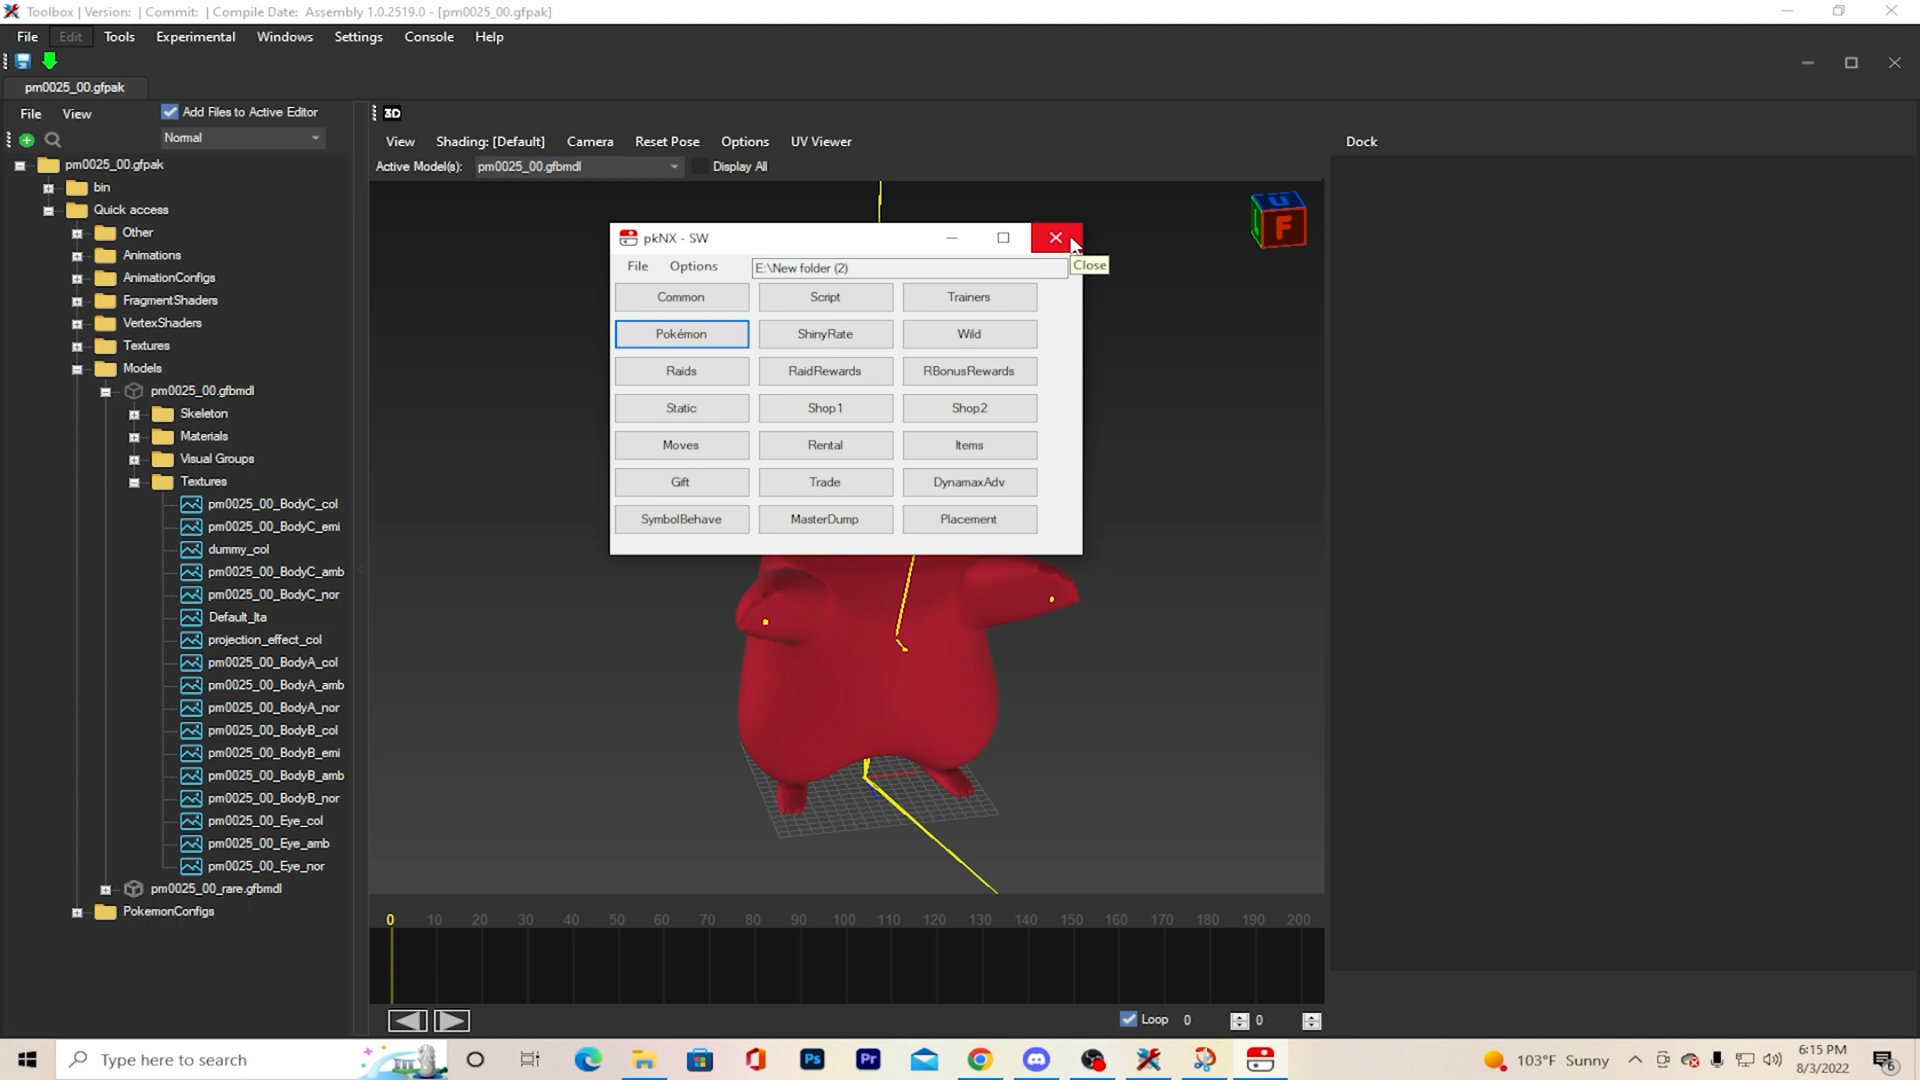 Toolbox | Version: | Commit: | Compile Date: Assembly 1.0.2519.0 - [pm0025_00.gfpak]
File Edit Tools Experimental Windows Settings Console Help
pm0025_00.gfpak
File View Add Files to Active Editor
Normal
pm0025_00.gfpak
bin
Quick access
Other
Animations
AnimationConfigs
FragmentShaders
VertexShaders
Textures
Models
pm0025_00.gfbmdl
Skeleton
Materials
Visual Groups
Textures
pm0025_00_BodyC_col
pm0025_00_BodyC_emi
dummy_col
pm0025_00_BodyC_amb
pm0025_00_BodyC_nor
Default_lta
projection_effect_col
pm0025_00_BodyA_col
pm0025_00_BodyA_amb
pm0025_00_BodyA_nor
pm0025_00_BodyB_col
pm0025_00_BodyB_emi
pm0025_00_BodyB_amb
pm0025_00_BodyB_nor
pm0025_00_Eye_col
pm0025_00_Eye_amb
pm0025_00_Eye_nor
pm0025_00_rare.gfbmdl
PokemonConfigs
3D
View Shading: [Default] Camera Reset Pose Options UV Viewer
Active Model(s): pm0025_00.gfbmdl Display All
U
F
pkNX - SW
Close
File Options E:\New folder (2)
Common Script Trainers
Pokémon ShinyRate Wild
Raids RaidRewards RBonusRewards
Static Shop1 Shop2
Moves Rental Items
Gift Trade DynamaxAdv
SymbolBehave MasterDump Placement
0 10 20 30 40 50 60 70 80 90 100 110 120 130 140 150 160 170 180 190 200
Loop 0 0
Dock
Type here to search
Ps
Pr
103°F Sunny
6:15 PM
8/3/2022
6